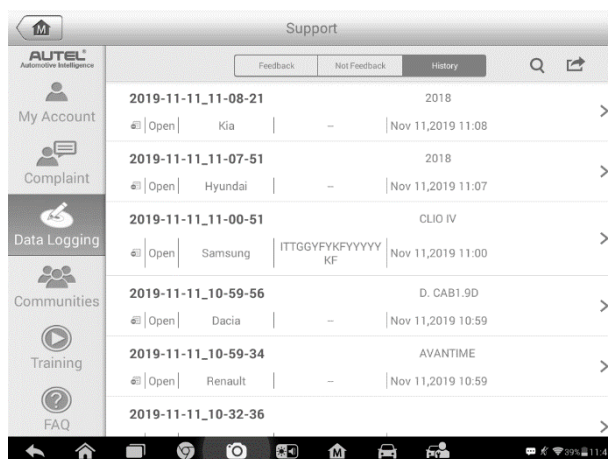 M Support
AUTEL®
Automotive Intelligence
Feedback Not Feedback History
My Account
Complaint
Data Logging
Communities
Training
FAQ
2019-11-11_11-08-21 2018
Open Kia – Nov 11,2019 11:08
2019-11-11_11-07-51 2018
Open Hyundai – Nov 11,2019 11:07
2019-11-11_11-00-51 CLIO IV
Open Samsung ITTGGYFYKFYYYYY Nov 11,2019 11:00
KF
2019-11-11_10-59-56 D. CAB1.9D
Open Dacia – Nov 11,2019 10:59
2019-11-11_10-59-34 AVANTIME
Open Renault – Nov 11,2019 10:59
2019-11-11_10-32-36
M 39%